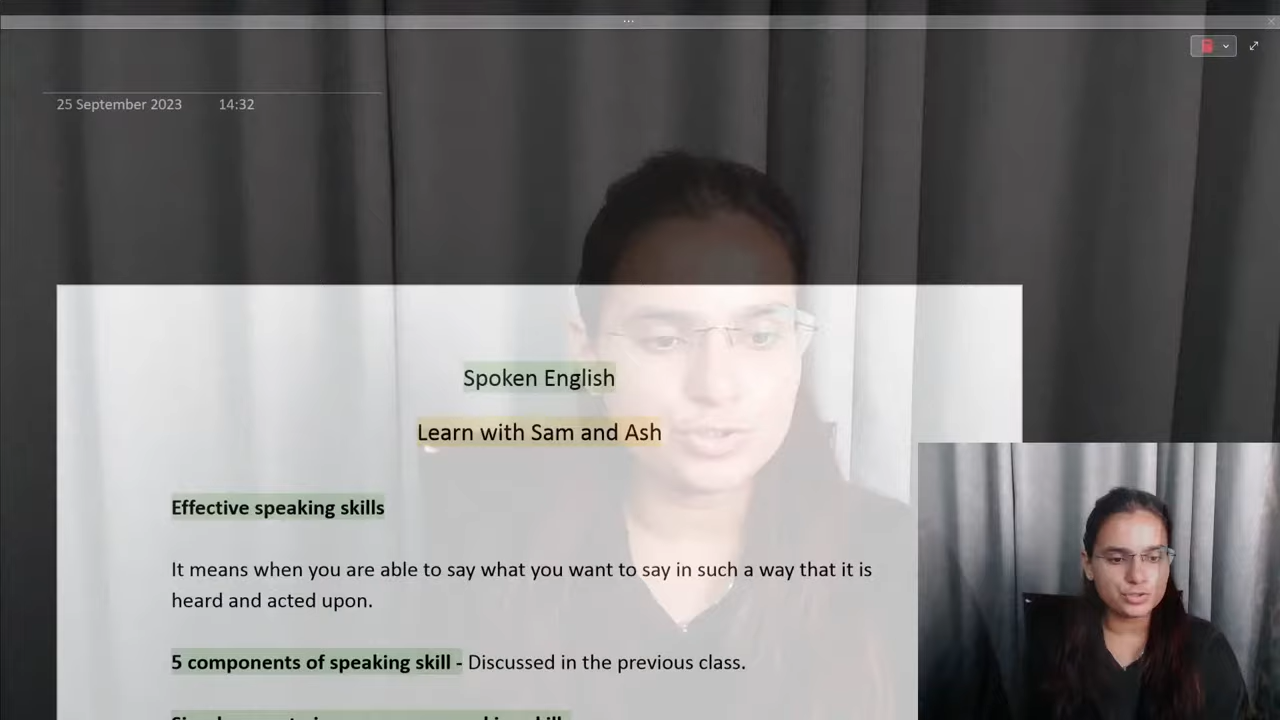 25 September 2023 14:32
Spoken English
Learn with Sam and Ash
Effective speaking skills
It means when you are able to say what you want to say in such a way that it is
heard and acted upon.
5 components of speaking skill - Discussed in the previous class.